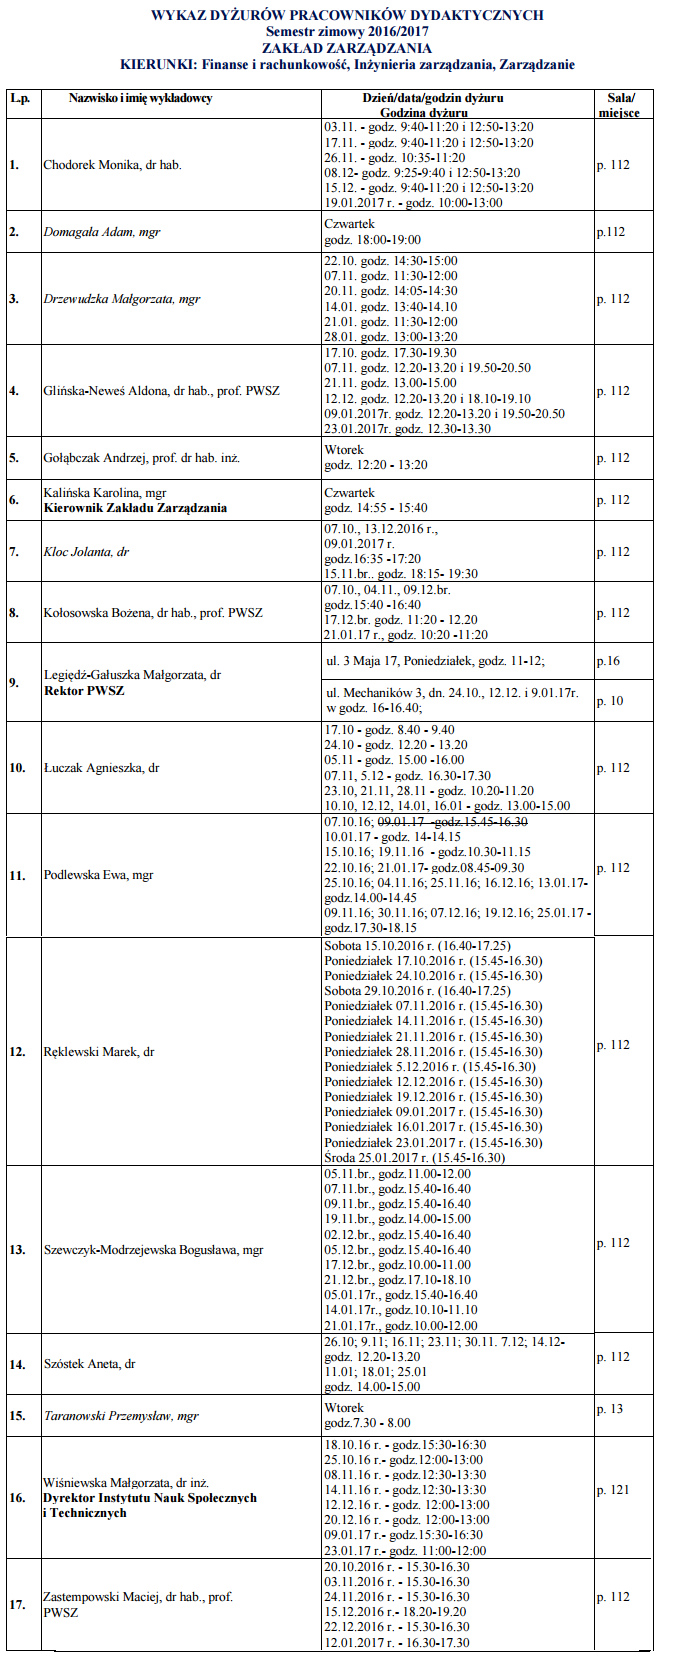 WYKAZ DYŻURÓW PRACOWNIKÓW DYDAKTYCZNYCH
Semestr zimowy 2016/2017
ZAKŁAD ZARZĄDZANIA
KIERUNKI: Finanse i rachunkowość, Inżynieria zarządzania, Zarządzanie
L.p. Nazwisko i imię wykładowcy Dzień/data/godzin dyżuru Sala/
Godzina dyżuru miejsce
03.11. - godz. 9:40-11:20 i 12:50-13:20
17.11. - godz. 9:40-11:20 i 12:50-13:20
26.11. - godz. 10:35-11:20
1. Chodorek Monika, dr hab. p. 112
08.12- godz. 9:25-9:40 i 12:50-13:20
15.12. - godz. 9:40-11:20 i 12:50-13:20
19.01.2017 r. - godz. 10:00-13:00
2. Domagała Adam, mgr Czwartek p.112
godz. 18:00-19:00
22.10. godz. 14:30-15:00
07.11. godz. 11:30-12:00
20.11. godz. 14:05-14:30
3. Drzewudzka Małgorzata, mgr p. 112
14.01. godz. 13:40-14.10
21.01. godz. 11:30-12:00
28.01. godz. 13:00-13:20
17.10. godz. 17.30-19.30
07.11. godz. 12.20-13.20 i 19.50-20.50
21.11. godz. 13.00-15.00
4. Glińska-Neweś Aldona, dr hab., prof. PWSZ p. 112
12.12. godz. 12.20-13.20 i 18.10-19.10
09.01.2017r. godz. 12.20-13.20 i 19.50-20.50
23.01.2017r. godz. 12.30-13.30
5. Gołąbczak Andrzej, prof. dr hab. inż. Wtorek p. 112
godz. 12:20 - 13:20
6. Kalińska Karolina, mgr Czwartek p. 112
Kierownik Zakładu Zarządzania godz. 14:55 - 15:40
07.10., 13.12.2016 r.,
09.01.2017 r.
7. Kloc Jolanta, dr p. 112
godz.16:35 -17:20
15.11.br.. godz. 18:15- 19:30
07.10., 04.11., 09.12.br.
godz.15:40 -16:40
8. Kołosowska Bożena, dr hab., prof. PWSZ p. 112
17.12.br. godz. 11:20 - 12.20
21.01.17 r., godz. 10:20 -11:20
9. Legiędź-Gałuszka Małgorzata, dr
Rektor PWSZ
ul. 3 Maja 17, Poniedziałek, godz. 11-12; p.16
ul. Mechaników 3, dn. 24.10., 12.12. i 9.01.17r. p. 10
w godz. 16-16.40;
17.10 - godz. 8.40 - 9.40
24.10 - godz. 12.20 - 13.20
05.11 - godz. 15.00 -16.00
10. Łuczak Agnieszka, dr p. 112
07.11, 5.12 - godz. 16.30-17.30
23.10, 21.11, 28.11 - godz. 10.20-11.20
10.10, 12.12, 14.01, 16.01 - godz. 13.00-15.00
07.10.16; 09.01.17 -godz.15.45-16.30
10.01.17 - godz. 14-14.15
15.10.16; 19.11.16 - godz.10.30-11.15
22.10.16; 21.01.17- godz.08.45-09.30
11. Podlewska Ewa, mgr p. 112
25.10.16; 04.11.16; 25.11.16; 16.12.16; 13.01.17-
godz.14.00-14.45
09.11.16; 30.11.16; 07.12.16; 19.12.16; 25.01.17 -
godz.17.30-18.15
Sobota 15.10.2016 r. (16.40-17.25)
Poniedziałek 17.10.2016 r. (15.45-16.30)
Poniedziałek 24.10.2016 r. (15.45-16.30)
Sobota 29.10.2016 r. (16.40-17.25)
Poniedziałek 07.11.2016 r. (15.45-16.30)
Poniedziałek 14.11.2016 r. (15.45-16.30)
Poniedziałek 21.11.2016 r. (15.45-16.30)
12. Ręklewski Marek, dr Poniedziałek 28.11.2016 r. (15.45-16.30) p. 112
Poniedziałek 5.12.2016 r. (15.45-16.30)
Poniedziałek 12.12.2016 r. (15.45-16.30)
Poniedziałek 19.12.2016 r. (15.45-16.30)
Poniedziałek 09.01.2017 r. (15.45-16.30)
Poniedziałek 16.01.2017 r. (15.45-16.30)
Poniedziałek 23.01.2017 r. (15.45-16.30)
Środa 25.01.2017 r. (15.45-16.30)
05.11.br., godz.11.00-12.00
07.11.br., godz.15.40-16.40
09.11.br., godz.15.40-16.40
19.11.br., godz.14.00-15.00
02.12.br., godz.15.40-16.40
13. Szewczyk-Modrzejewska Bogusława, mgr 05.12.br., godz.15.40-16.40 p. 112
17.12.br., godz.10.00-11.00
21.12.br., godz.17.10-18.10
05.01.17r., godz.15.40-16.40
14.01.17r., godz.10.10-11.10
21.01.17r., godz.10.00-12.00
26.10; 9.11; 16.11; 23.11; 30.11. 7.12; 14.12-
14. Szóstek Aneta, dr godz. 12.20-13.20 p. 112
11.01; 18.01; 25.01
godz. 14.00-15.00
15. Taranowski Przemysław, mgr Wtorek p. 13
godz.7.30 - 8.00
18.10.16 r. - godz.15:30-16:30
25.10.16 r.- godz.12:00-13:00
08.11.16 r. - godz.12:30-13:30
16. Wiśniewska Małgorzata, dr inż. 14.11.16 r. - godz.12:30-13:30 p. 121
Dyrektor Instytutu Nauk Społecznych 12.12.16 r. - godz. 12:00-13:00
i Technicznych 20.12.16 r. - godz. 12:00-13:00
09.01.17 r.- godz.15:30-16:30
23.01.17 r.- godz. 11:00-12:00
20.10.2016 r. - 15.30-16.30
03.11.2016 r. - 15.30-16.30
17. Zastempowski Maciej, dr hab., prof. 24.11.2016 r. - 15.30-16.30 p. 112
PWSZ 15.12.2016 r.- 18.20-19.20
22.12.2016 r. - 15.30-16.30
12.01.2017 r. - 16.30-17.30